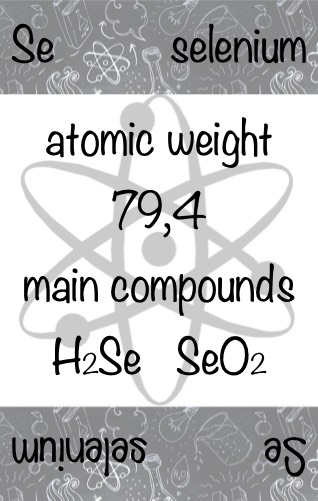 Se selenium
atomic weight
79,4
main compounds
H2Se SeO2
Se selenium